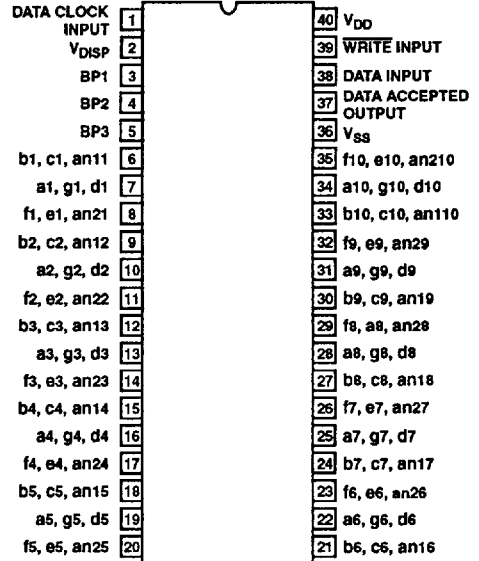 DATA CLOCK
INPUT 1
VDISP 2
BP1 3
BP2 4
BP3 5
b1, c1, an11 6
a1, g1, d1 7
f1, e1, an21 8
b2, c2, an12 9
a2, g2, d2 10
f2, e2, an22 11
b3, c3, an13 12
a3, g3, d3 13
f3, e3, an23 14
b4, c4, an14 15
a4, g4, d4 16
f4, e4, an24 17
b5, c5, an15 18
a5, g5, d5 19
f5, e5, an25 20
40 VDD
39 WRITE INPUT
38 DATA INPUT
37 DATA ACCEPTED
OUTPUT
36 VSS
35 f10, e10, an210
34 a10, g10, d10
33 b10, c10, an110
32 f9, e9, an29
31 a9, g9, d9
30 b9, c9, an19
29 f8, a8, an28
28 a8, g8, d8
27 b8, c8, an18
26 f7, e7, an27
25 a7, g7, d7
24 b7, c7, an17
23 f6, e6, an26
22 a6, g6, d6
21 b6, c6, an16